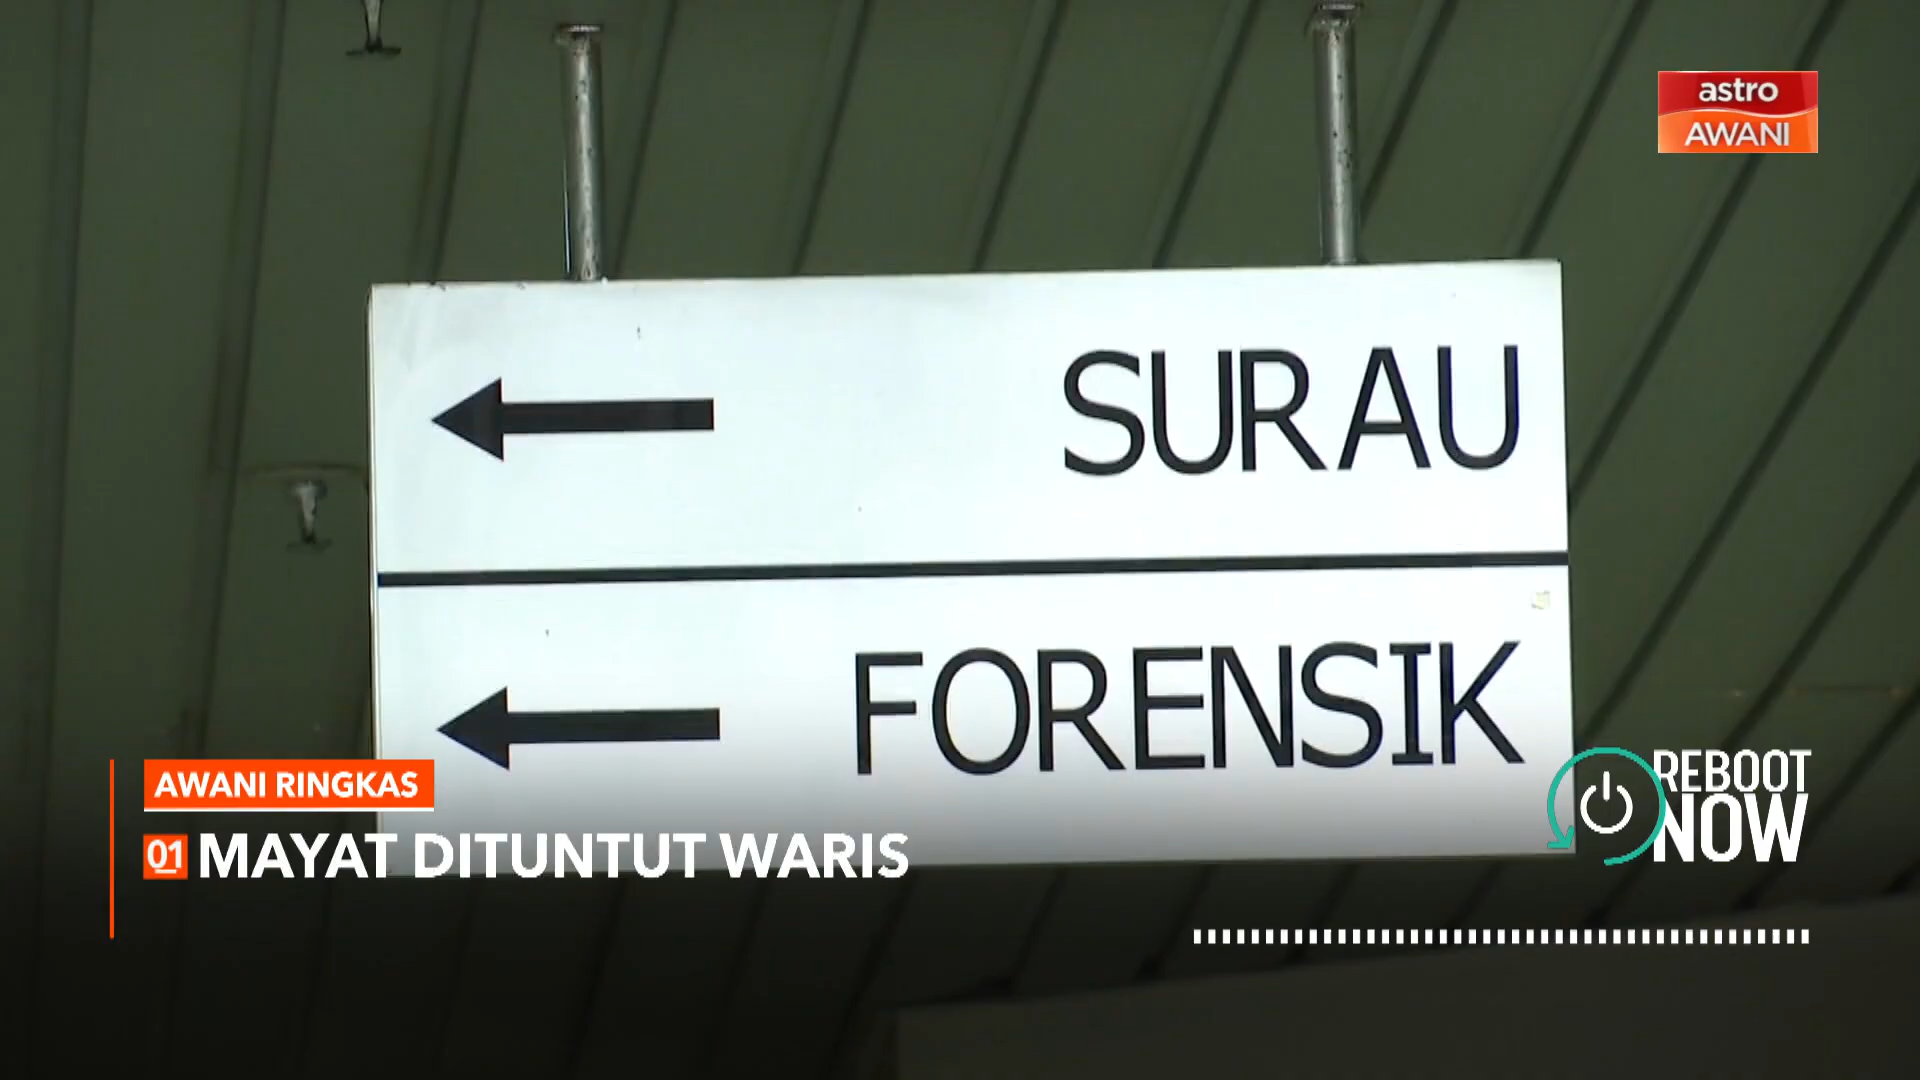 astro
AWANI
SURAU
FORENSIK
AWANI RINGKAS
01 MAYAT DITUNTUT WARIS
REBOOT
NOW